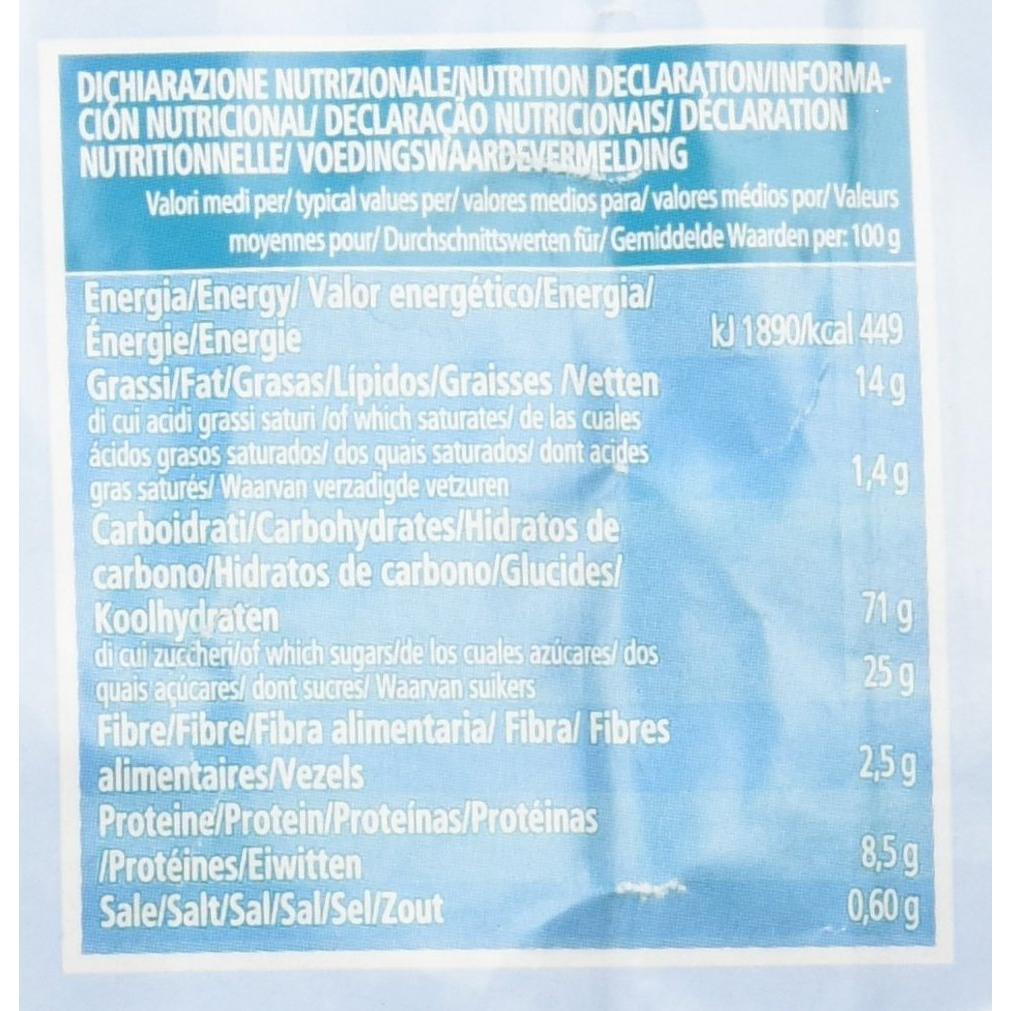 DICHIARAZIONE NUTRIZIONALE/NUTRITION DECLARATION/INFORMA-
CIÓN NUTRICIONAL/ DECLARAÇÃO NUTRICIONAIS/ DÉCLARATION
NUTRITIONNELLE/ VOEDINGSWAARDEVERMELDING
Valori medi per/ typical values per/ valores medios para/ valores médios por/ Valeurs
moyennes pour/ Durchschnittswerten für/ Gemiddelde Waarden per: 100 g
Energia/Energy/ Valor energético/Energia/
Énergie/Energie kJ 1890/kcal 449
Grassi/Fat/Grasas/Lípidos/Graisses /Vetten 14 g
di cui acidi grassi saturi /of which saturates/ de las cuales
ácidos grasos saturados/ dos quais saturados/ dont acides
gras saturés/ Waarvan verzadigde vetzuren 1,4 g
Carboidrati/Carbohydrates/Hidratos de
carbono/Hidratos de carbono/Glucides/
Koolhydraten 71 g
di cui zuccheri/of which sugars/de los cuales azúcares/ dos
quais açúcares/ dont sucres/ Waarvan suikers 25 g
Fibre/Fibre/Fibra alimentaria/ Fibra/ Fibres
alimentaires/Vezels 2,5 g
Proteine/Protein/Proteínas/Protéinas
/Protéines/Eiwitten 8,5 g
Sale/Salt/Sal/Sal/Sel/Zout 0,60 g